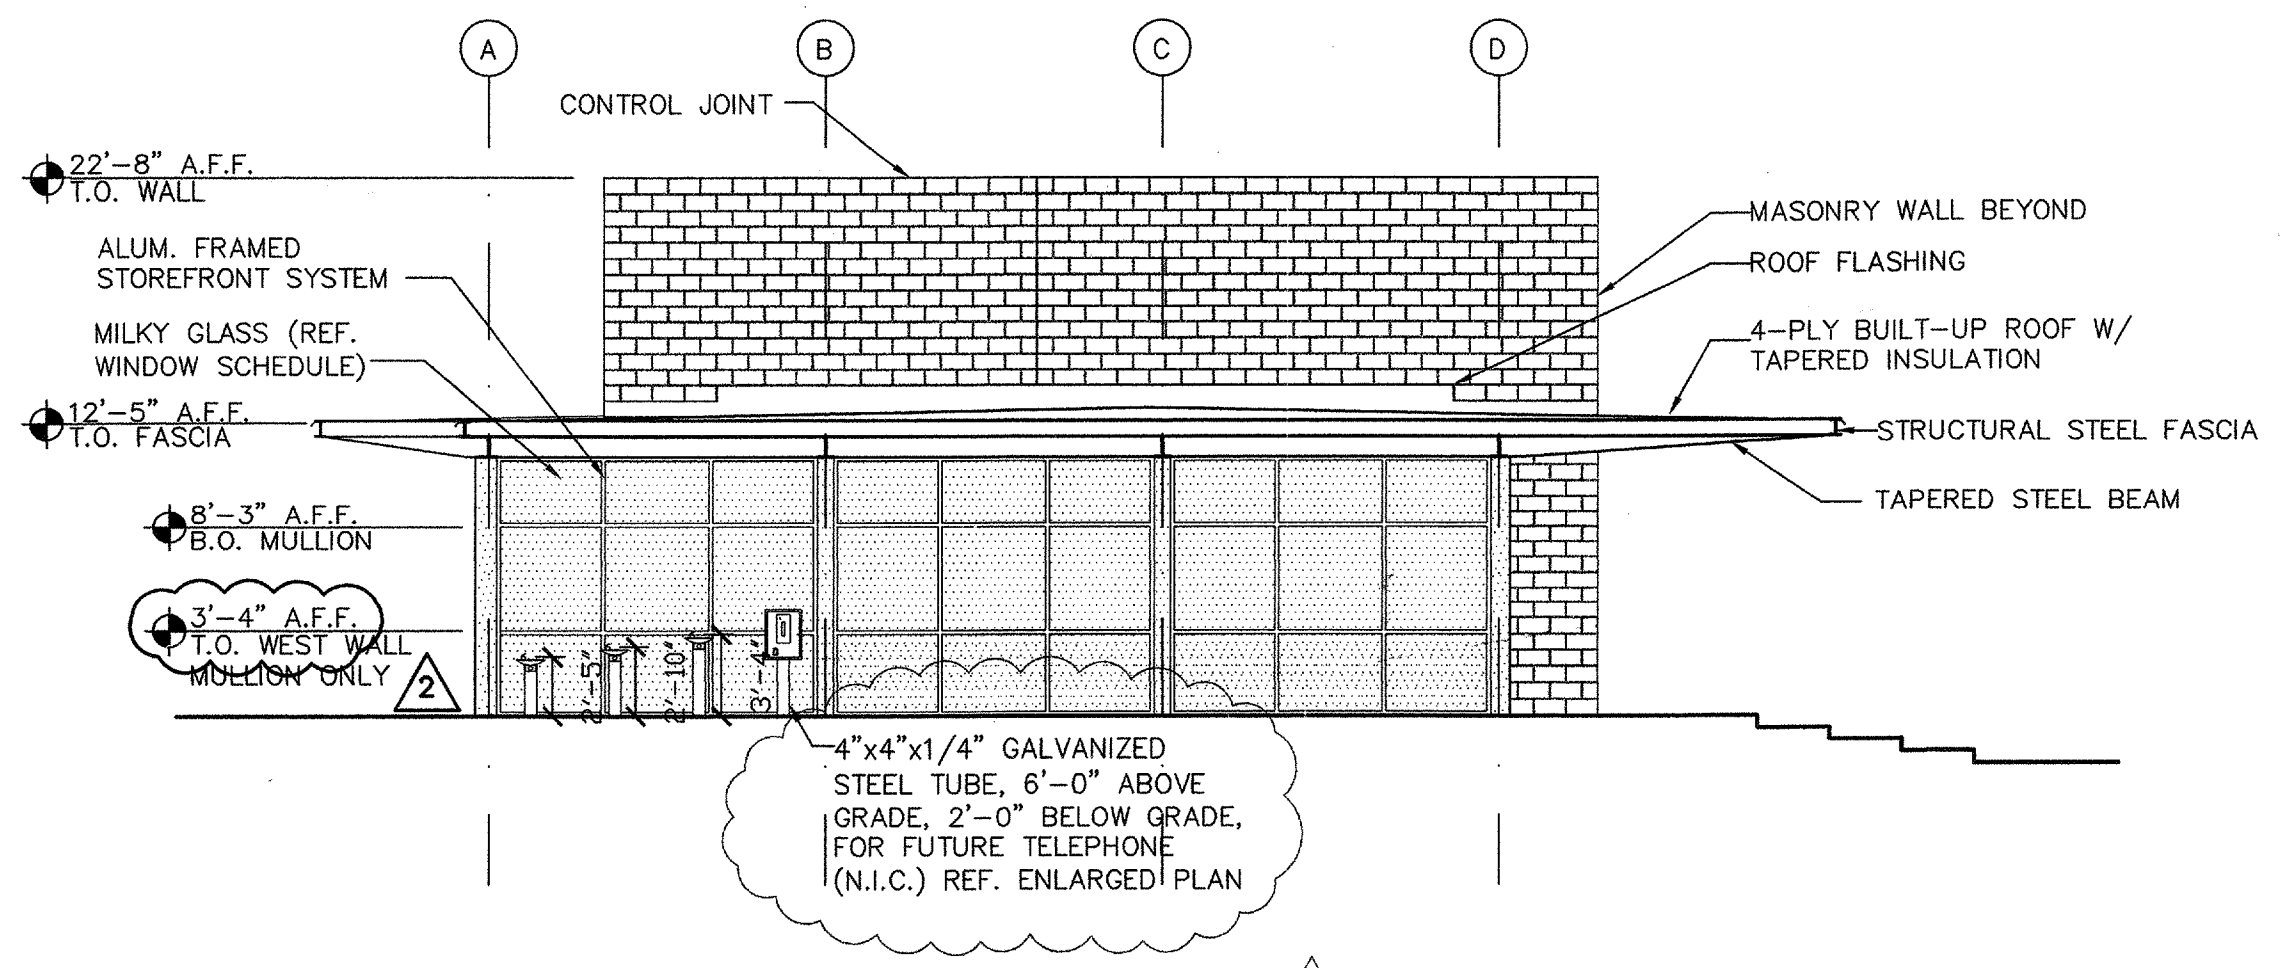 A
B
C
D
CONTROL JOINT
22'-8" A.F.F.
T.O. WALL
MASONRY WALL BEYOND
ALUM. FRAMED
STOREFRONT SYSTEM
ROOF FLASHING
MILKY GLASS (REF.
WINDOW SCHEDULE)
4-PLY BUILT-UP ROOF W/
TAPERED INSULATION
12'-5" A.F.F.
T.O. FASCIA
STRUCTURAL STEEL FASCIA
TAPERED STEEL BEAM
8'-3" A.F.F.
B.O. MULLION
3'-4" A.F.F.
T.O. WEST WALL
MULLION ONLY
2
2'-5"
2'-10"
3'-4"
4"x4"x1/4" GALVANIZED
STEEL TUBE, 6'-0" ABOVE
GRADE, 2'-0" BELOW GRADE,
FOR FUTURE TELEPHONE
(N.I.C.) REF. ENLARGED PLAN